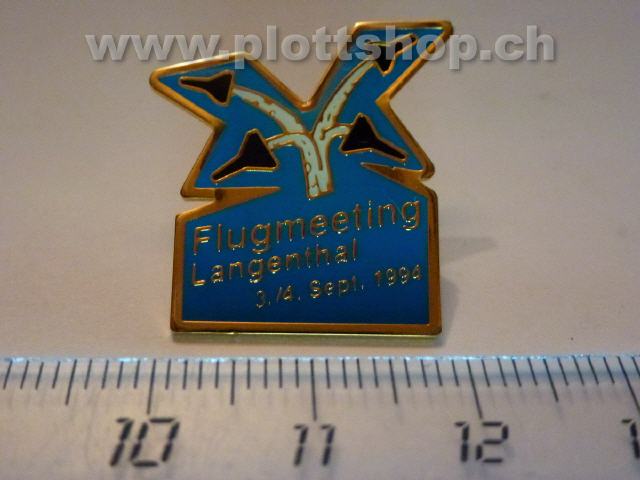 www.plottshop.ch
Flugmeeting
Langenthal
3./4. Sept. 1994
10 11 12